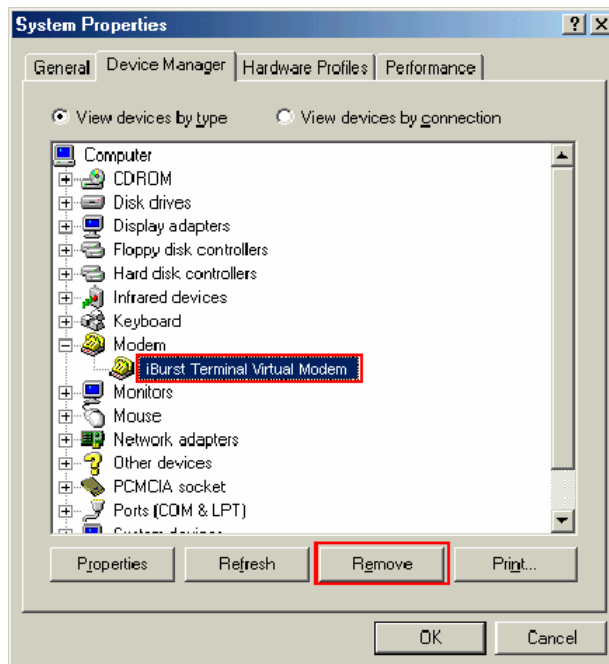 System Properties
General Device Manager Hardware Profiles Performance
View devices by type View devices by connection
Computer
CDROM
Disk drives
Display adapters
Floppy disk controllers
Hard disk controllers
Infrared devices
Keyboard
Modem
iBurst Terminal Virtual Modem
Monitors
Mouse
Network adapters
Other devices
PCMCIA socket
Ports (COM & LPT)
System devices
Properties Refresh Remove Print...
OK Cancel